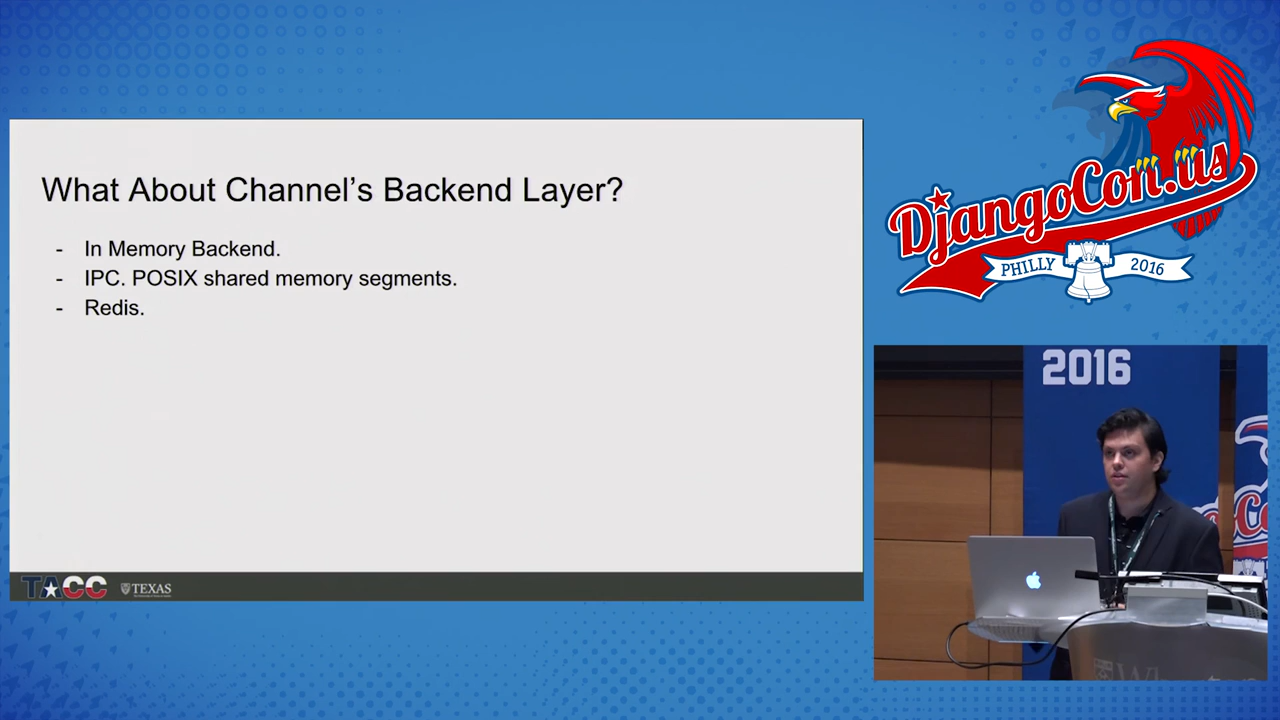 What About Channel's Backend Layer?
- In Memory Backend.
- IPC. POSIX shared memory segments.
- Redis.
TACC
TEXAS
DjangoCon.us
PHILLY 2016
2016